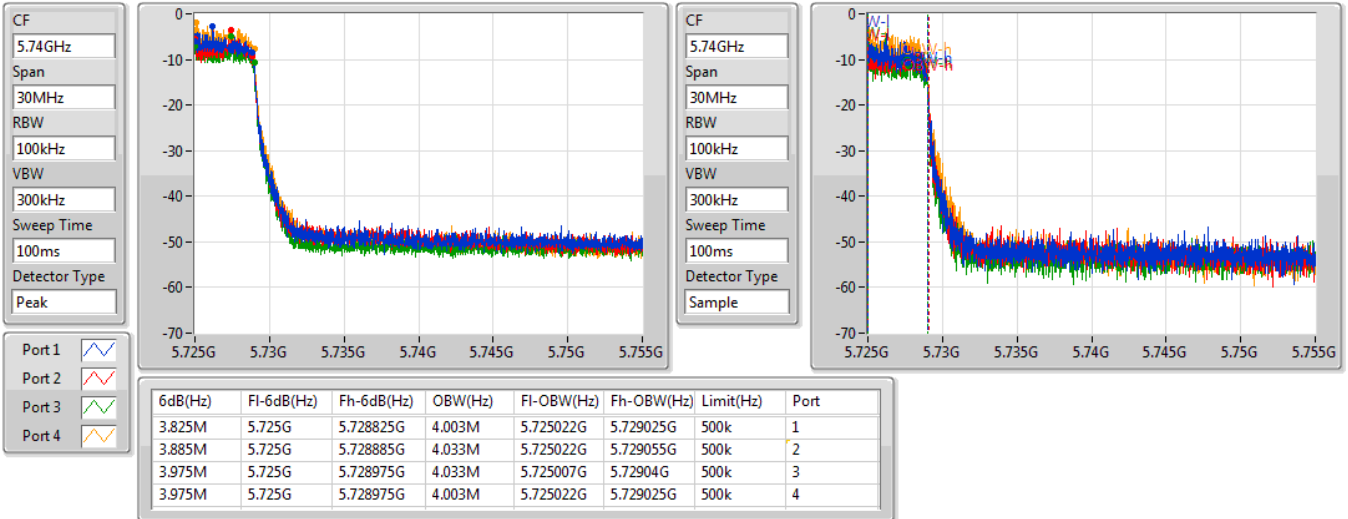 CF
5.74GHz
Span
30MHz
RBW
100kHz
VBW
300kHz
Sweep Time
100ms
Detector Type
Peak
0
-10
-20
-30
-40
-50
-60
-70
5.725G 5.73G 5.735G 5.74G 5.745G 5.75G 5.755G
CF
5.74GHz
Span
30MHz
RBW
100kHz
VBW
300kHz
Sweep Time
100ms
Detector Type
Sample
0
-10
-20
-30
-40
-50
-60
-70
5.725G 5.73G 5.735G 5.74G 5.745G 5.75G 5.755G
Port 1
Port 2
Port 3
Port 4
6dB(Hz) Fl-6dB(Hz) Fh-6dB(Hz) OBW(Hz) Fl-OBW(Hz) Fh-OBW(Hz) Limit(Hz) Port
3.825M 5.725G 5.728825G 4.003M 5.725022G 5.729025G 500k 1
3.885M 5.725G 5.728885G 4.033M 5.725022G 5.729055G 500k 2
3.975M 5.725G 5.728975G 4.033M 5.725007G 5.72904G 500k 3
3.975M 5.725G 5.728975G 4.003M 5.725022G 5.729025G 500k 4